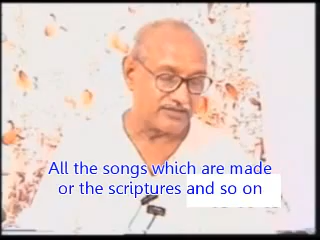 All the songs which are made
or the scriptures and so on